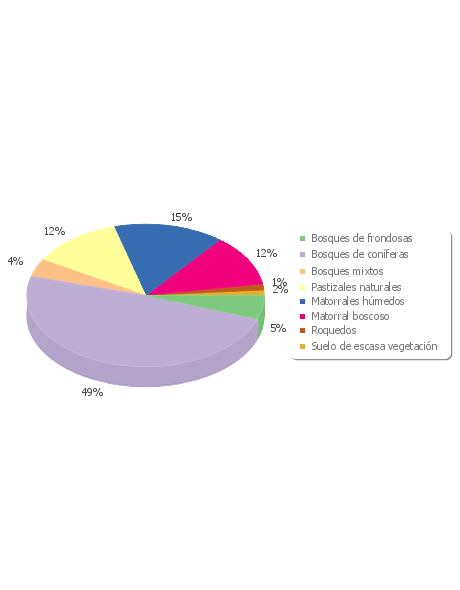 15%
12%
12%
4%
1%
2%
5%
49%
Bosques de frondosas
Bosques de coníferas
Bosques mixtos
Pastizales naturales
Matorrales húmedos
Matorral boscoso
Roquedos
Suelo de escasa vegetación